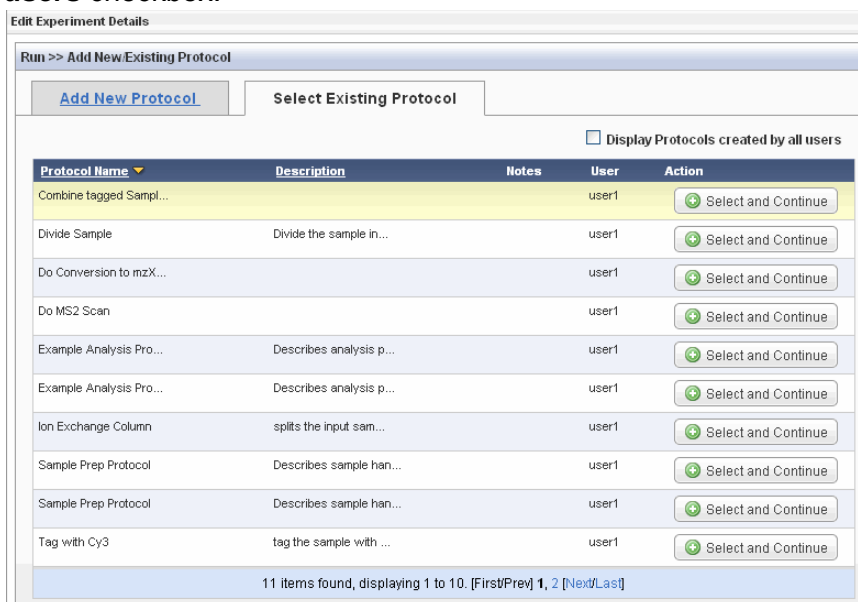 users checkbox.
Edit Experiment Details
Run >> Add New/Existing Protocol
Add New Protocol Select Existing Protocol
Display Protocols created by all users
Protocol Name Description Notes User Action
Combine tagged Sampl... user1 Select and Continue
Divide Sample Divide the sample in... user1 Select and Continue
Do Conversion to mzX... user1 Select and Continue
Do MS2 Scan user1 Select and Continue
Example Analysis Pro... Describes analysis p... user1 Select and Continue
Example Analysis Pro... Describes analysis p... user1 Select and Continue
Ion Exchange Column splits the input sam... user1 Select and Continue
Sample Prep Protocol Describes sample han... user1 Select and Continue
Sample Prep Protocol Describes sample han... user1 Select and Continue
Tag with Cy3 tag the sample with ... user1 Select and Continue
11 items found, displaying 1 to 10. [First/Prev] 1, 2 [Next/Last]